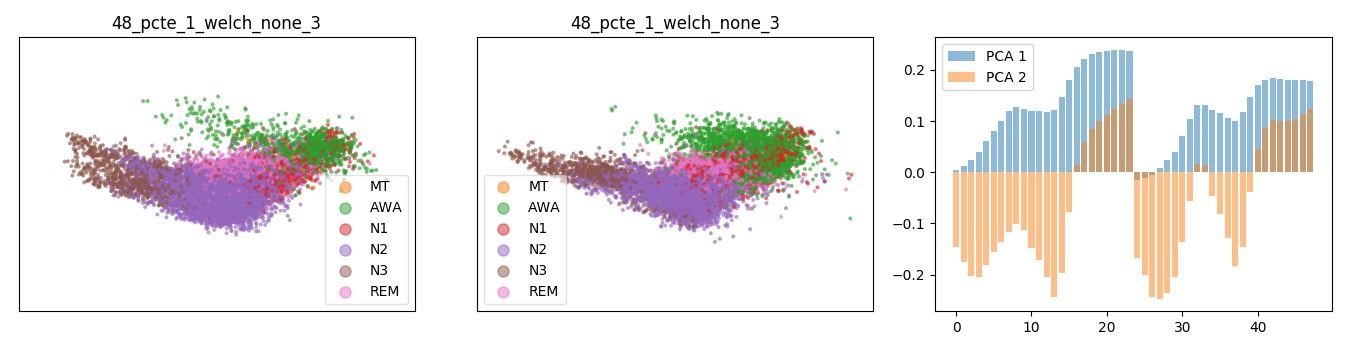 48_pcte_1_welch_none_3
MT
AWA
N1
N2
N3
REM
48_pcte_1_welch_none_3
MT
AWA
N1
N2
N3
REM
PCA 1
PCA 2
0.2
0.1
0.0
−0.1
−0.2
0 10 20 30 40